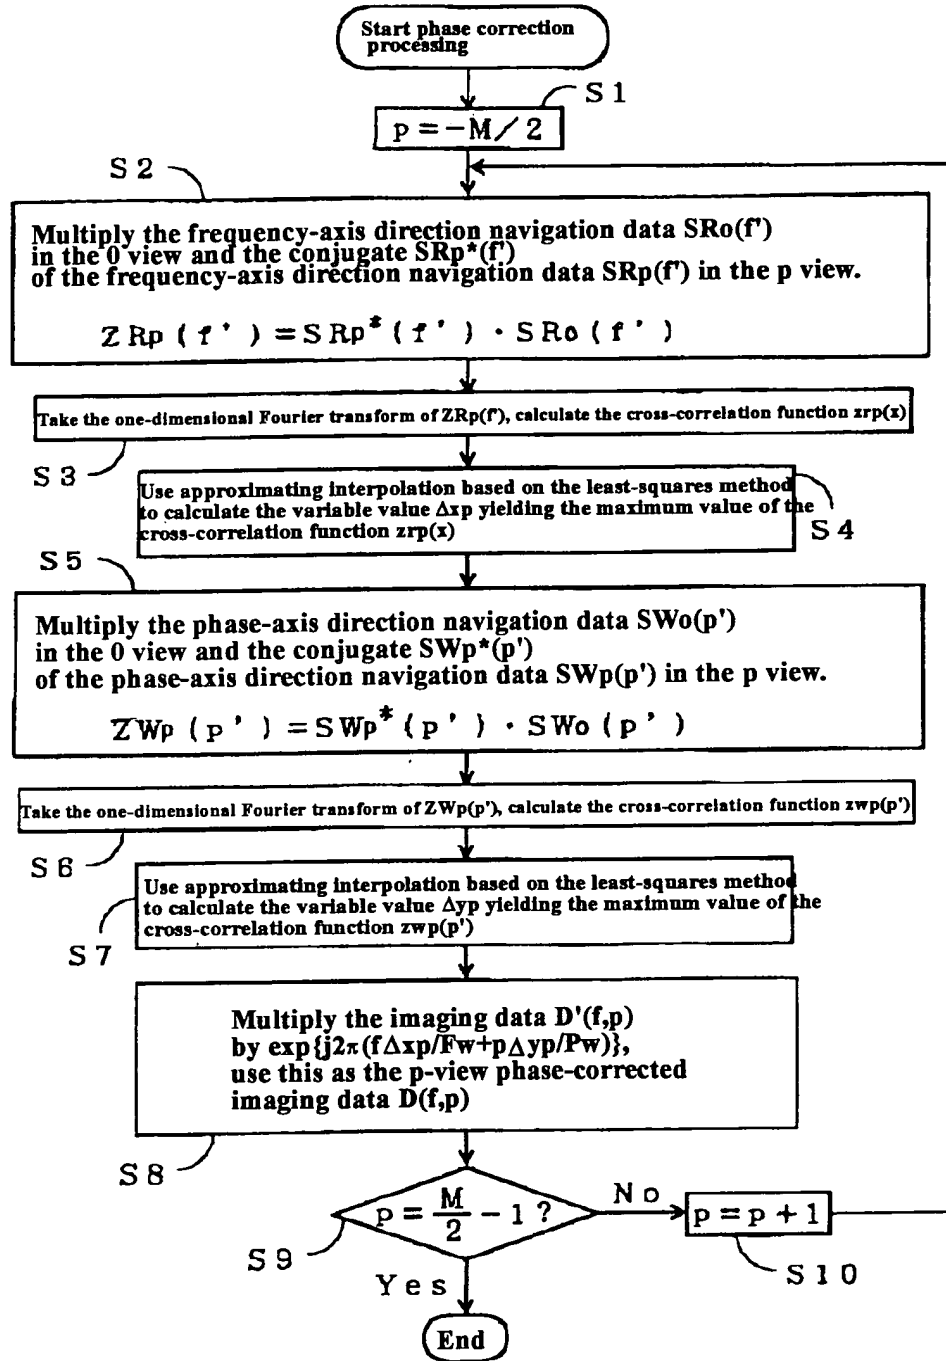 Start phase correction
processing
S1
p = -M/2
S2
Multiply the frequency-axis direction navigation data SRo(f')
in the 0 view and the conjugate SRp*(f')
of the frequency-axis direction navigation data SRp(f') in the p view.
ZRp (f') = SRp* (f') · SRo (f')
Take the one-dimensional Fourier transform of ZRp(f'), calculate the cross-correlation function zrp(x)
S3
Use approximating interpolation based on the least-squares method
to calculate the variable value Δxp yielding the maximum value of the
cross-correlation function zrp(x)
S4
S5
Multiply the phase-axis direction navigation data SWo(p')
in the 0 view and the conjugate SWp*(p')
of the phase-axis direction navigation data SWp(p') in the p view.
ZWp (p') = SWp* (p') · SWo (p')
Take the one-dimensional Fourier transform of ZWp(p'), calculate the cross-correlation function zwp(p')
S6
Use approximating interpolation based on the least-squares method
to calculate the variable value Δyp yielding the maximum value of the
cross-correlation function zwp(p')
S7
Multiply the imaging data D'(f,p)
by exp{j2π(fΔxp/Fw+pΔyp/Pw)},
use this as the p-view phase-corrected
imaging data D(f,p)
S8
p = M/2 - 1 ?
No
p = p + 1
S9
S10
Yes
End